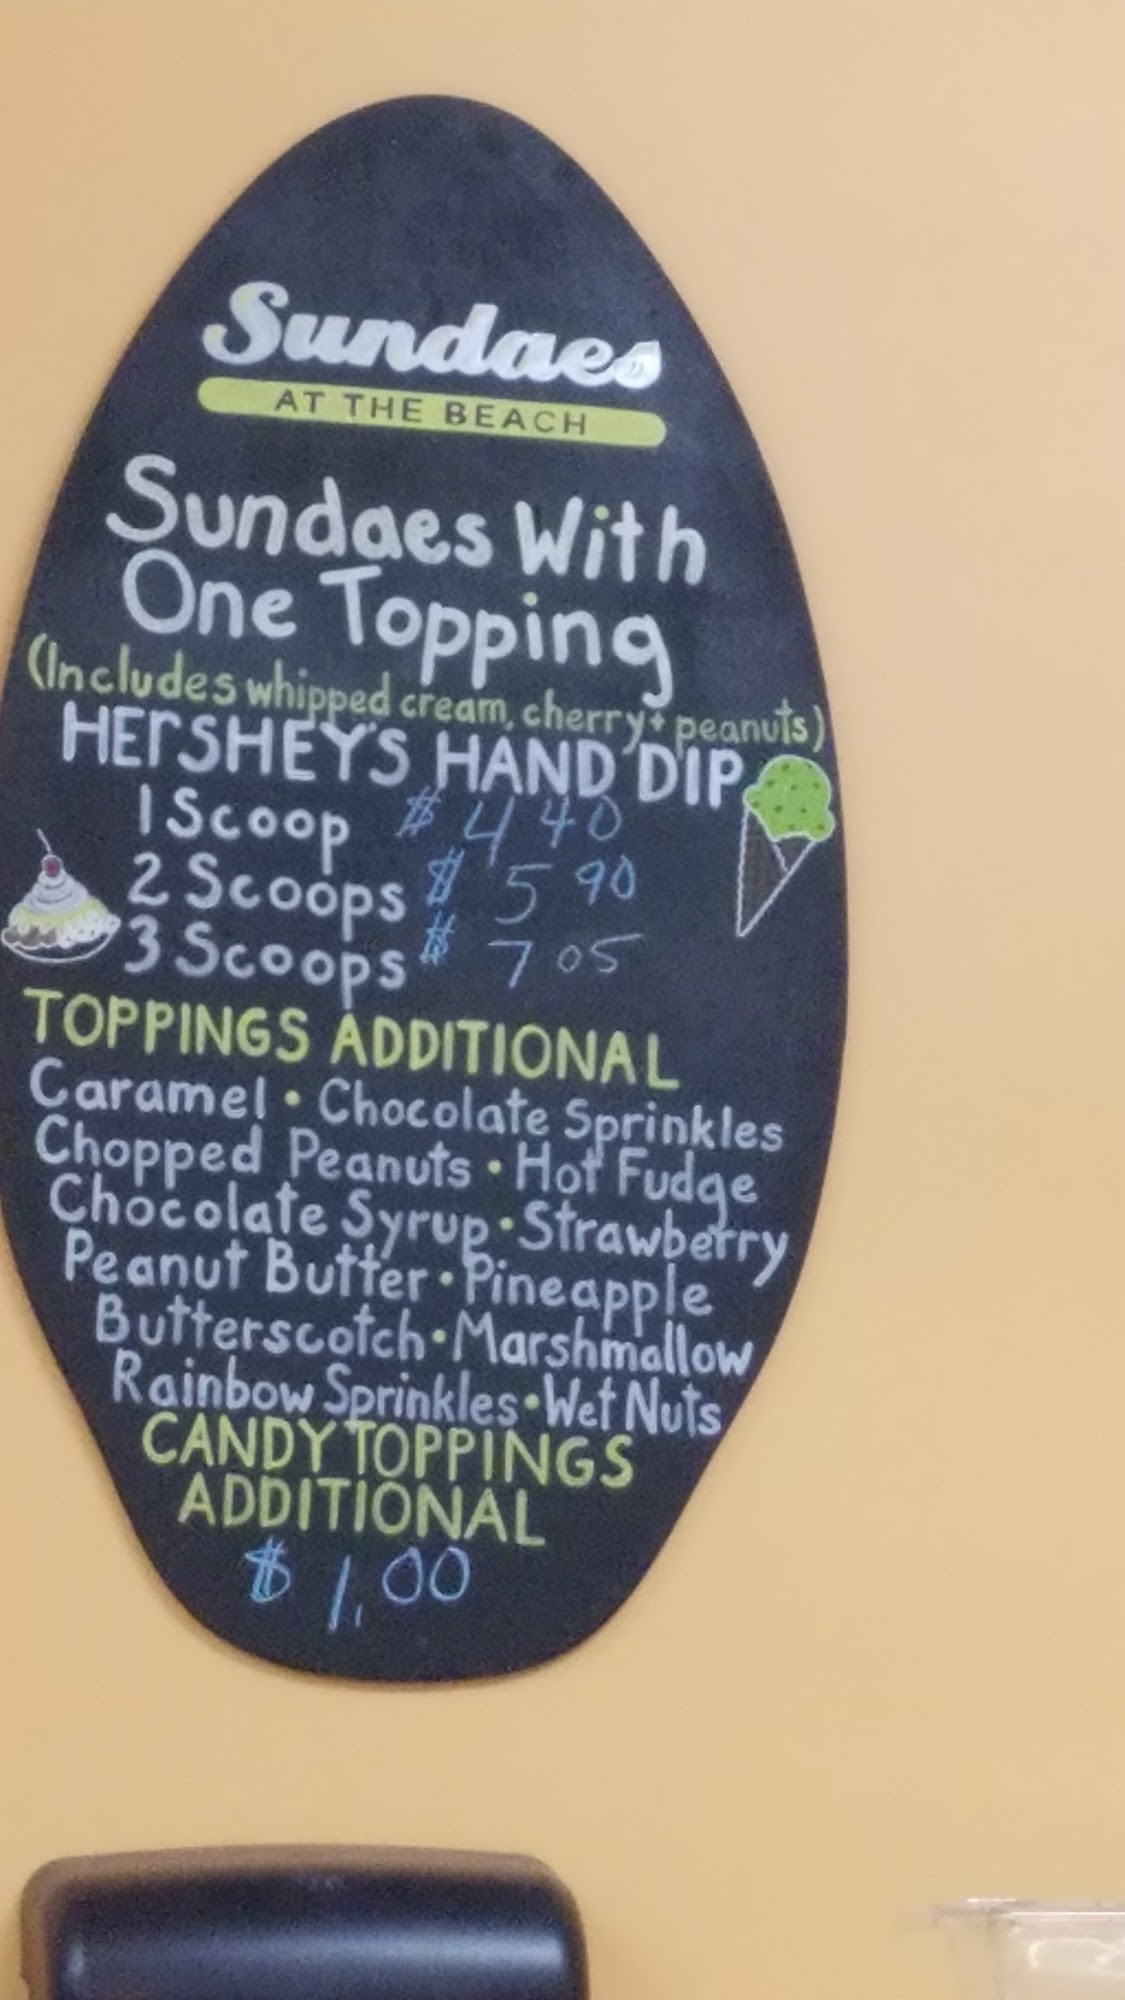 Sundaes
AT THE BEACH
Sundaes With
One Topping
(Includes whipped cream, cherry + peanuts)
HERSHEY'S HAND DIP
1 Scoop $ 4 40
2 Scoops $ 5 90
3 Scoops $ 7 05
TOPPINGS ADDITIONAL
Caramel • Chocolate Sprinkles
Chopped Peanuts • Hot Fudge
Chocolate Syrup • Strawberry
Peanut Butter • Pineapple
Butterscotch • Marshmallow
Rainbow Sprinkles • Wet Nuts
CANDY TOPPINGS
ADDITIONAL
$ 1.00